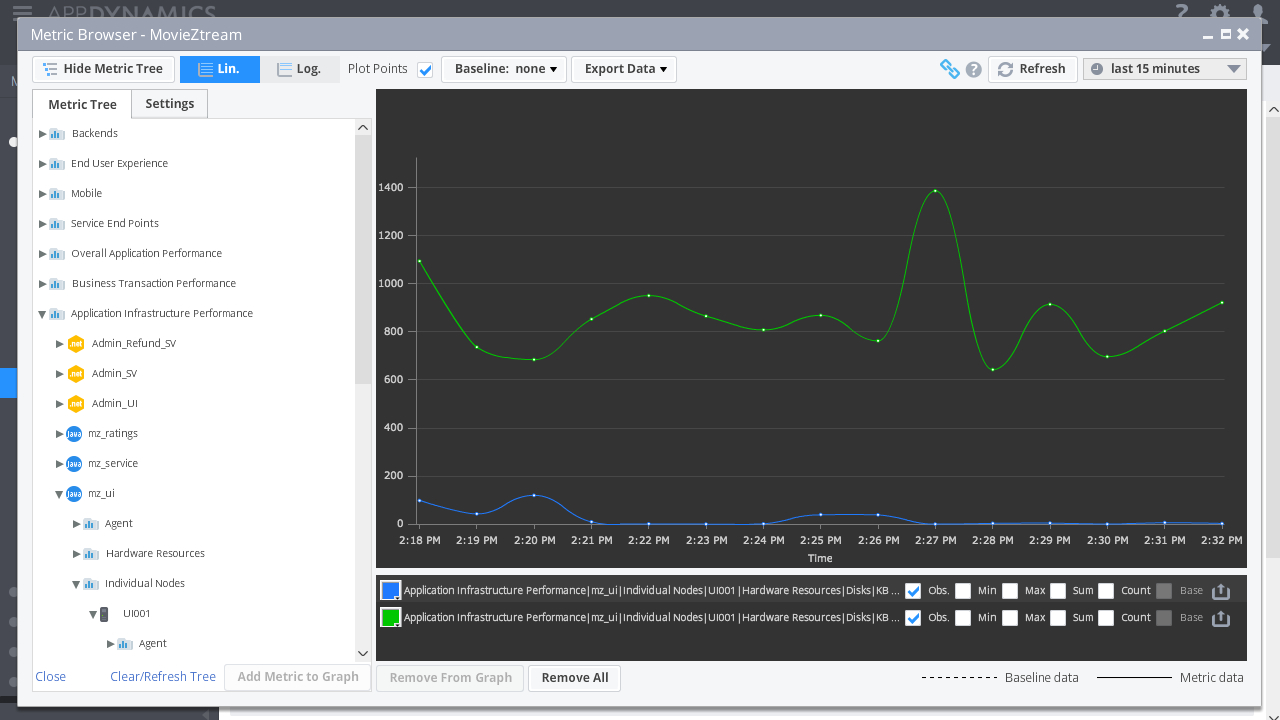 APPDYNAMICS
Metric Browser - MovieZtream
Hide Metric Tree
Lin.
Log.
Plot Points
Baseline: none
Export Data
Refresh
last 15 minutes
Metric Tree
Settings
Backends
End User Experience
Mobile
Service End Points
Overall Application Performance
Business Transaction Performance
Application Infrastructure Performance
.net Admin_Refund_SV
.net Admin_SV
.net Admin_UI
java mz_ratings
java mz_service
java mz_ui
Agent
Hardware Resources
Individual Nodes
UI001
Agent
Close
Clear/Refresh Tree
Add Metric to Graph
1400
1200
1000
800
600
400
200
0
2:18 PM 2:19 PM 2:20 PM 2:21 PM 2:22 PM 2:23 PM 2:24 PM 2:25 PM 2:26 PM 2:27 PM 2:28 PM 2:29 PM 2:30 PM 2:31 PM 2:32 PM
Time
Application Infrastructure Performance|mz_ui|Individual Nodes|UI001|Hardware Resources|Disks|KB ... Obs. Min Max Sum Count Base
Application Infrastructure Performance|mz_ui|Individual Nodes|UI001|Hardware Resources|Disks|KB ... Obs. Min Max Sum Count Base
Remove From Graph
Remove All
Baseline data
Metric data